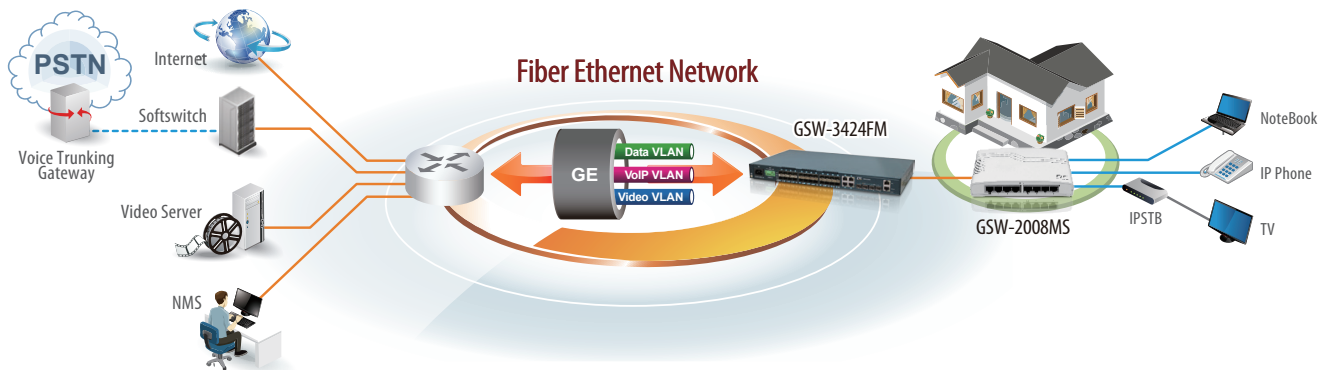 PSTN
Voice Trunking
Gateway
Internet
Softswitch
Video Server
NMS
Fiber Ethernet Network
GE
Data VLAN
VoIP VLAN
Video VLAN
GSW-3424FM
GSW-2008MS
NoteBook
IP Phone
IPSTB
TV